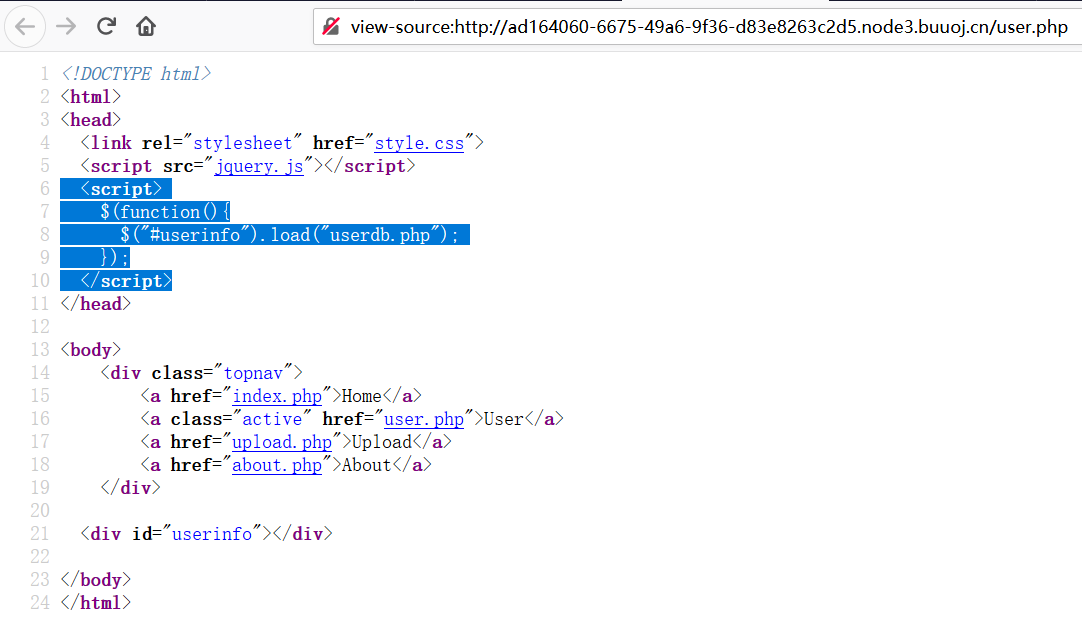 view-source:http://ad164060-6675-49a6-9f36-d83e8263c2d5.node3.buuoj.cn/user.php
1 <!DOCTYPE html>
2 <html>
3 <head>
4   <link rel="stylesheet" href="style.css">
5   <script src="jquery.js"></script>
6   <script>
7     $(function(){
8       $("#userinfo").load("userdb.php");
9     });
10   </script>
11 </head>
12
13 <body>
14     <div class="topnav">
15         <a href="index.php">Home</a>
16         <a class="active" href="user.php">User</a>
17         <a href="upload.php">Upload</a>
18         <a href="about.php">About</a>
19     </div>
20
21   <div id="userinfo"></div>
22
23 </body>
24 </html>